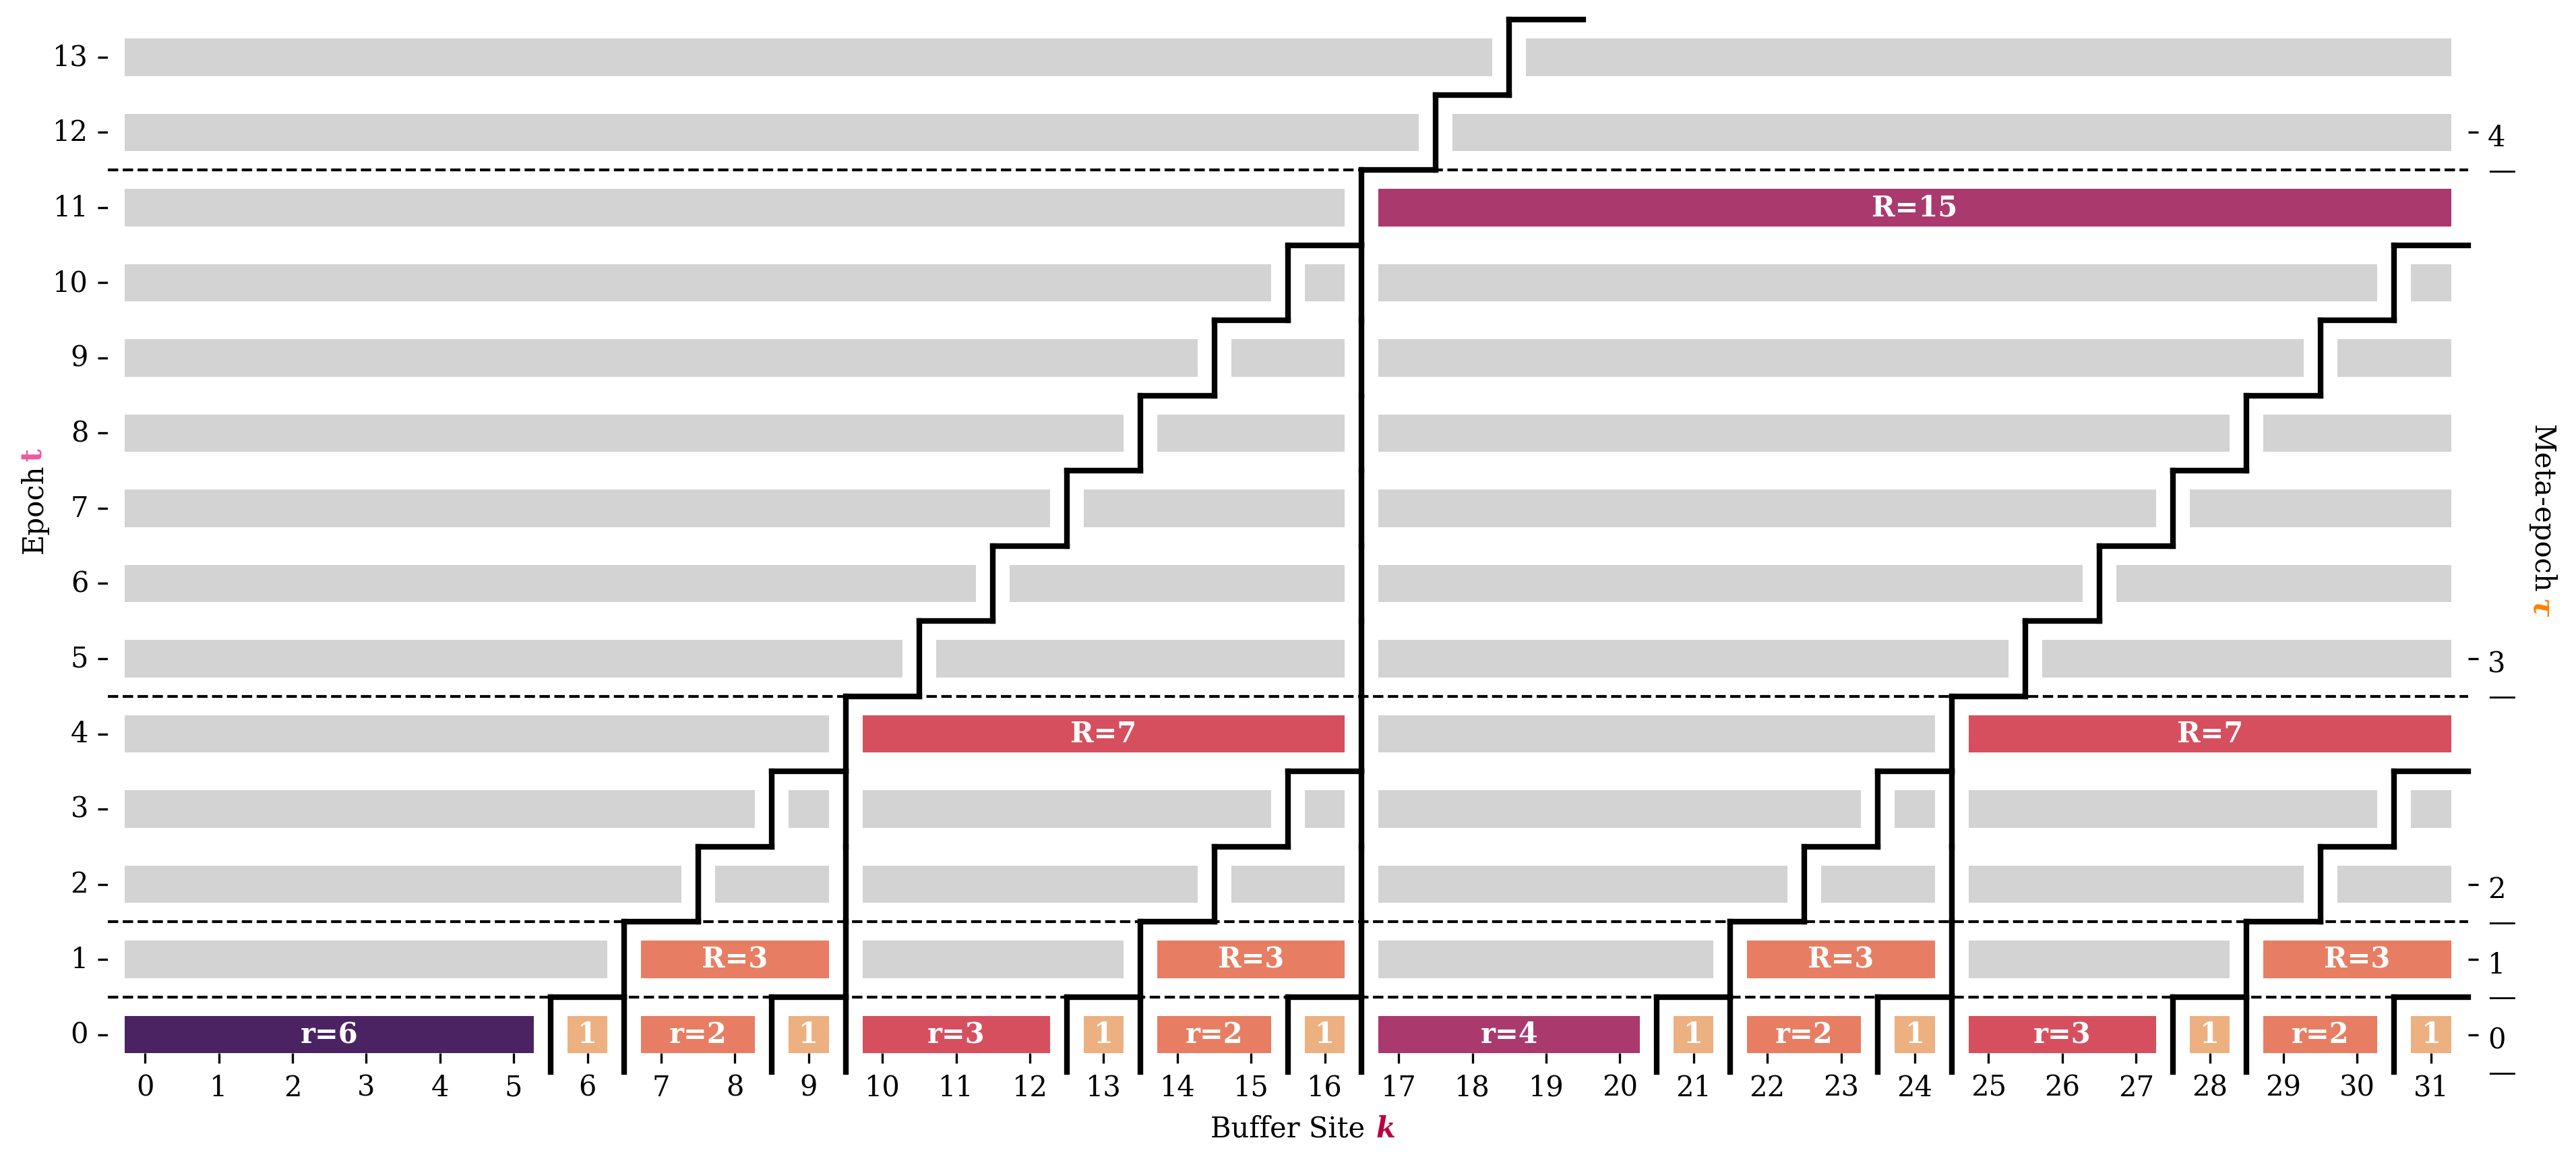 13
12
4
11
R=15
10
9
8
7
6
5
3
4
R=7
R=7
3
2
2
1
R=3
R=3
R=3
R=3
1
0
r=6
1
r=2
1
r=3
1
r=2
1
r=4
1
r=2
1
r=3
1
r=2
1
0
0 1 2 3 4 5 6 7 8 9 10 11 12 13 14 15 16 17 18 19 20 21 22 23 24 25 26 27 28 29 30 31
Buffer Site k
Epoch t
Meta-epoch τ